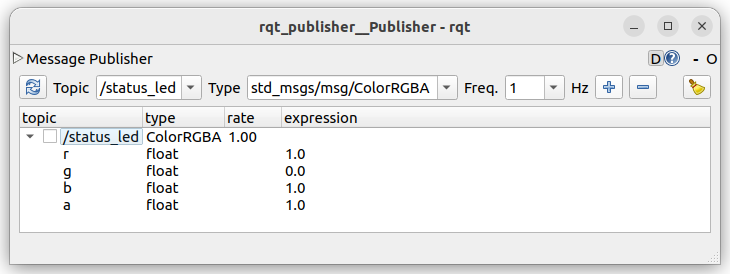 rqt_publisher__Publisher - rqt
Message Publisher D ? - O
Topic /status_led Type std_msgs/msg/ColorRGBA Freq. 1 Hz
topic type rate expression
/status_led ColorRGBA 1.00
r float 1.0
g float 0.0
b float 1.0
a float 1.0